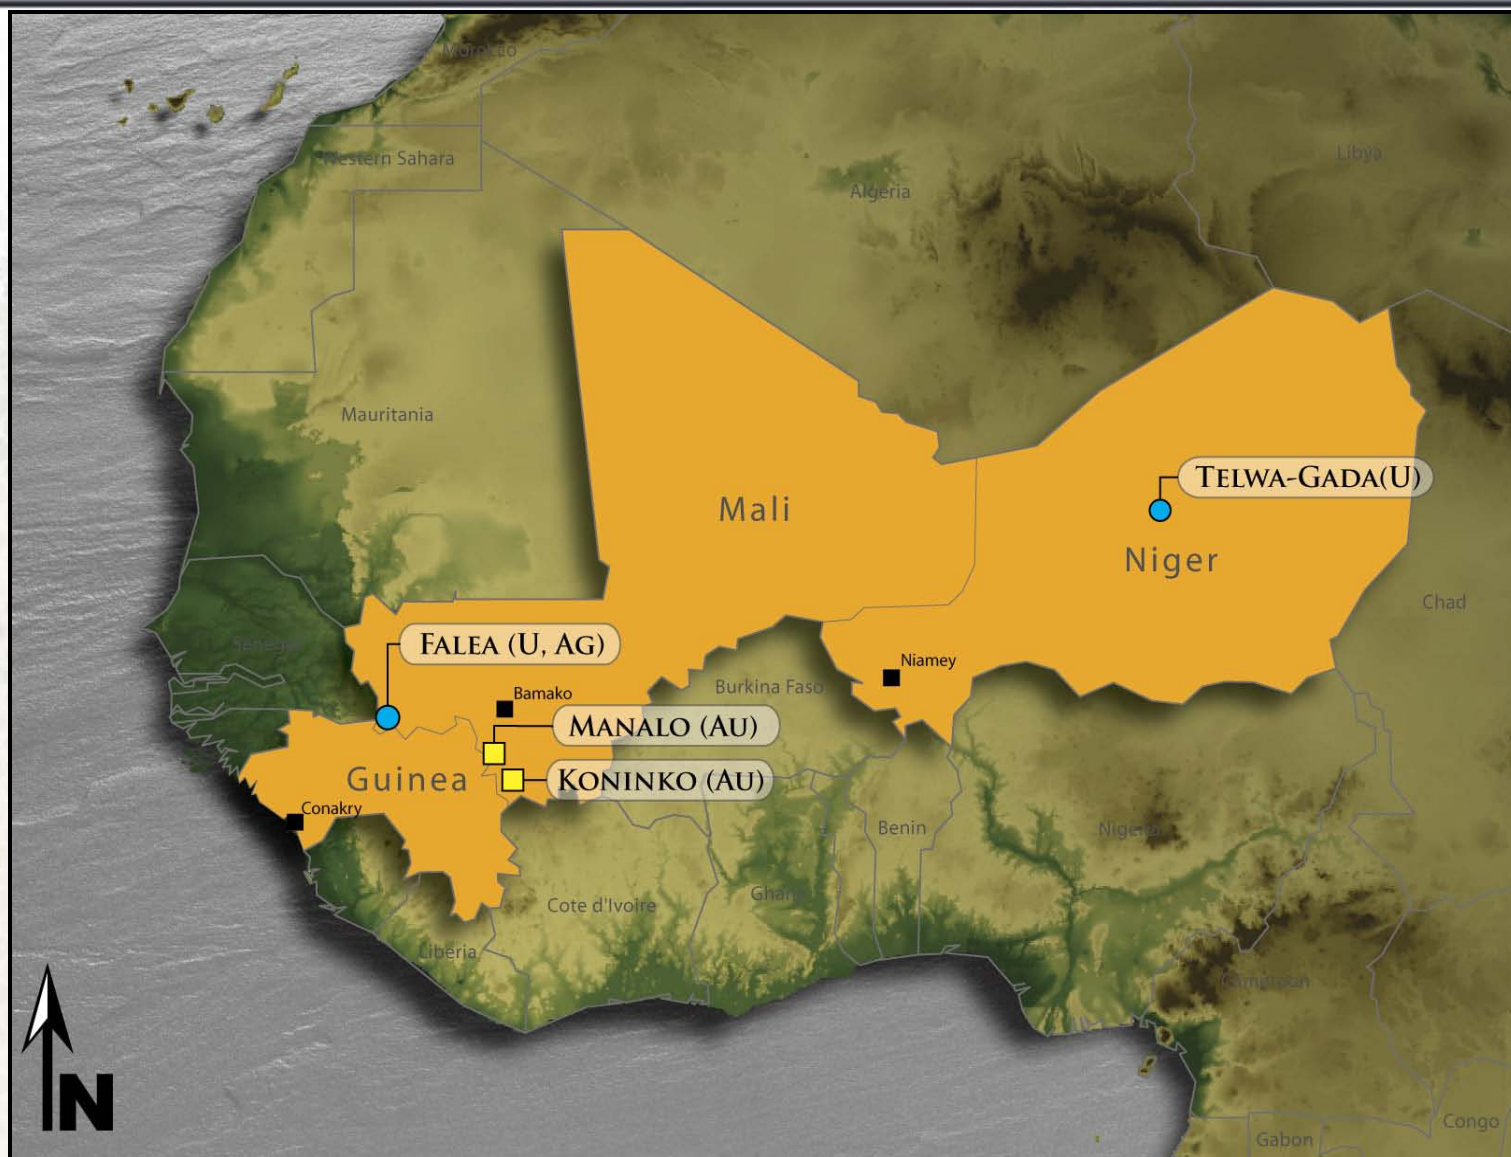 Morocco
Western Sahara
Algeria
Libya
Mauritania
Mali
Telwa-Gada(U)
Niger
Chad
Senegal
Falea (U, Ag)
Niamey
Burkina Faso
Bamako
Manalo (Au)
Guinea
Koninko (Au)
Conakry
Benin
Nigeria
Ghana
Cote d'Ivoire
Liberia
Cameroon
N
Congo
Gabon